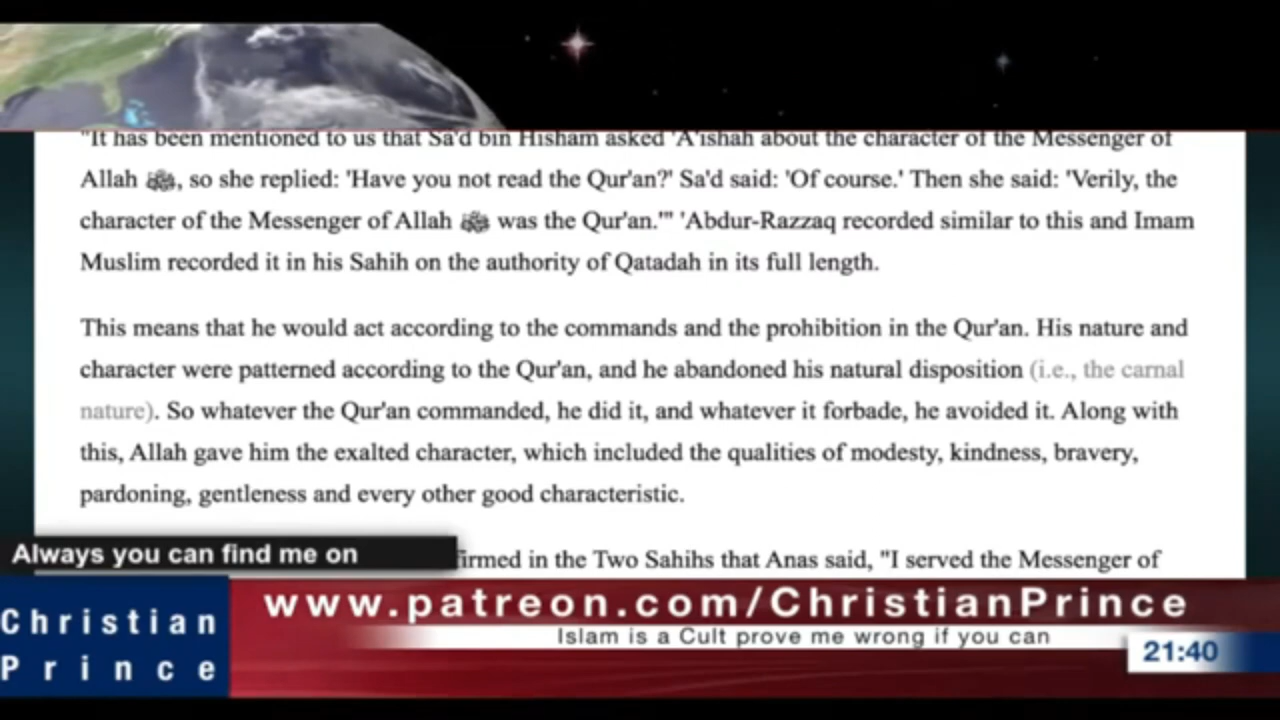 "It has been mentioned to us that Sa'd bin Hisham asked 'A'ishah about the character of the Messenger of
Allah ﷺ, so she replied: 'Have you not read the Qur'an?' Sa'd said: 'Of course.' Then she said: 'Verily, the
character of the Messenger of Allah ﷺ was the Qur'an.'" 'Abdur-Razzaq recorded similar to this and Imam
Muslim recorded it in his Sahih on the authority of Qatadah in its full length.
This means that he would act according to the commands and the prohibition in the Qur'an. His nature and
character were patterned according to the Qur'an, and he abandoned his natural disposition (i.e., the carnal
nature). So whatever the Qur'an commanded, he did it, and whatever it forbade, he avoided it. Along with
this, Allah gave him the exalted character, which included the qualities of modesty, kindness, bravery,
pardoning, gentleness and every other good characteristic.
Always you can find me on
firmed in the Two Sahihs that Anas said, "I served the Messenger of
www.patreon.com/ChristianPrince
Islam is a Cult prove me wrong if you can
Christian
Prince
21:40